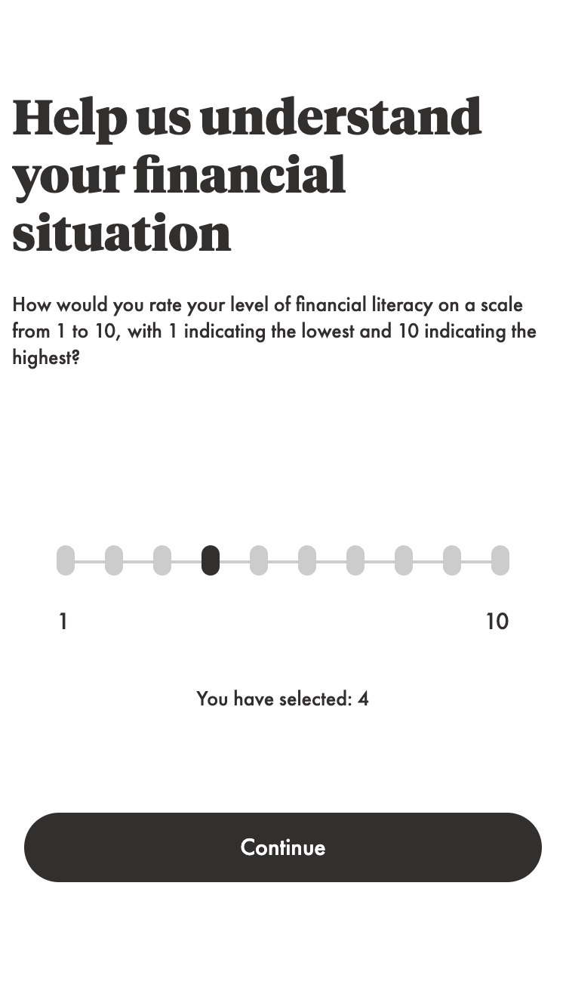 Help us understand
your financial
situation
How would you rate your level of financial literacy on a scale
from 1 to 10, with 1 indicating the lowest and 10 indicating the
highest?
1
10
You have selected: 4
Continue